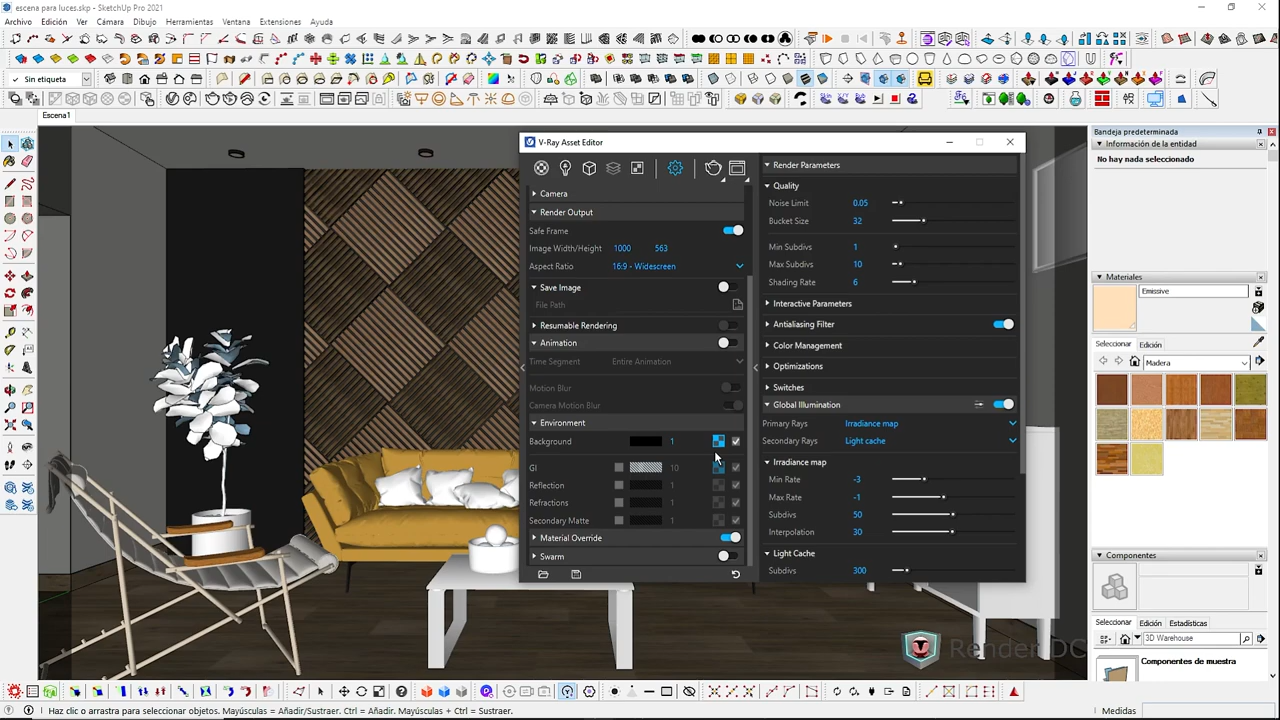 escena para luces.skp - SketchUp Pro 2021
Archivo Edición Ver Cámara Dibujo Herramientas Ventana Extensiones Ayuda
Sin etiqueta
Escena1
V-Ray Asset Editor
Camera
Render Output
Safe Frame
Image Width/Height 1000 563
Aspect Ratio 16:9 - Widescreen
Save Image
File Path
Resumable Rendering
Animation
Time Segment Entire Animation
Motion Blur
Camera Motion Blur
Environment
Background 1
GI 10
Reflection 1
Refractions 1
Secondary Matte 1
Material Override
Swarm
Render Parameters
Quality
Noise Limit 0.05
Bucket Size 32
Min Subdivs 1
Max Subdivs 10
Shading Rate 6
Interactive Parameters
Antialiasing Filter
Color Management
Optimizations
Switches
Global Illumination
Primary Rays Irradiance map
Secondary Rays Light cache
Irradiance map
Min Rate -3
Max Rate -1
Subdivs 50
Interpolation 30
Light Cache
Subdivs 300
Bandeja predeterminada
Información de la entidad
No hay nada seleccionado
Materiales
Emissive
Seleccionar Edición
Madera
Componentes
Seleccionar Edición Estadísticas
3D Warehouse
Componentes de muestra
Render DC
Haz clic o arrastra para seleccionar objetos. Mayúsculas = Añadir/Sustraer. Ctrl = Añadir. Mayúsculas + Ctrl = Sustraer.
Medidas